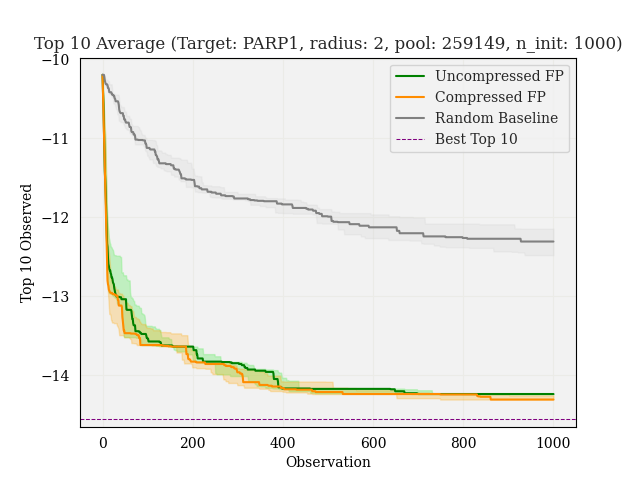 Top 10 Average (Target: PARP1, radius: 2, pool: 259149, n_init: 1000)
Uncompressed FP
Compressed FP
Random Baseline
Best Top 10
Top 10 Observed
−10
−11
−12
−13
−14
0
200
400
600
800
1000
Observation